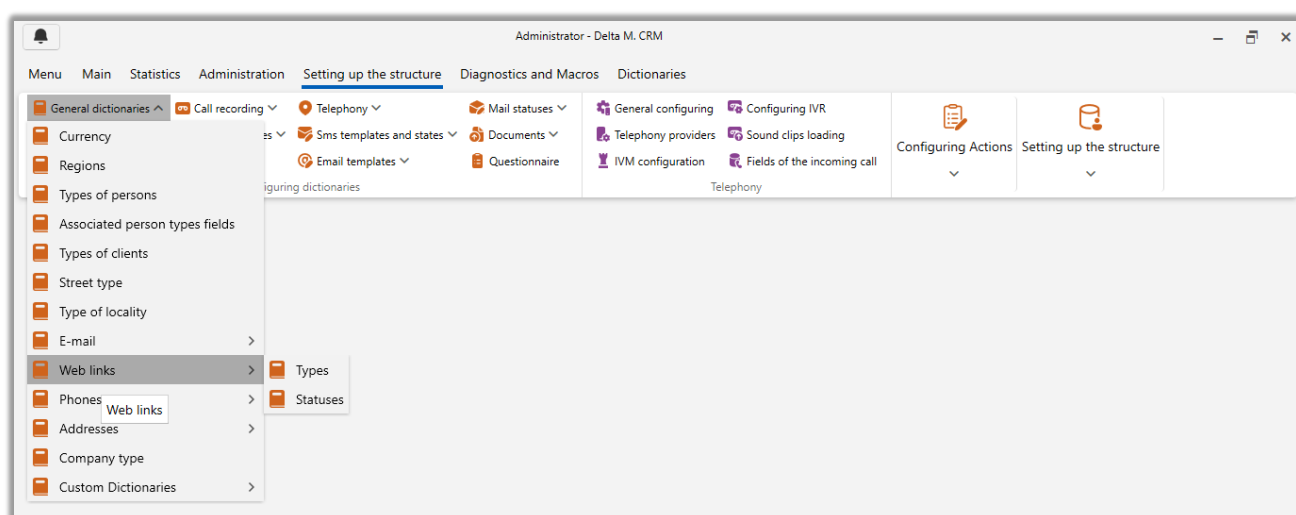 Administrator - Delta M. CRM
Menu Main Statistics Administration Setting up the structure Diagnostics and Macros Dictionaries
General dictionaries Call recording Telephony Mail statuses General configuring Configuring IVR
es Sms templates and states Documents Telephony providers Sound clips loading
Email templates Questionnaire IVM configuration Fields of the incoming call
Configuring Actions Setting up the structure
iguring dictionaries Telephony
Currency
Regions
Types of persons
Associated person types fields
Types of clients
Street type
Type of locality
E-mail
Web links Types
Phones Statuses
Web links
Addresses
Company type
Custom Dictionaries